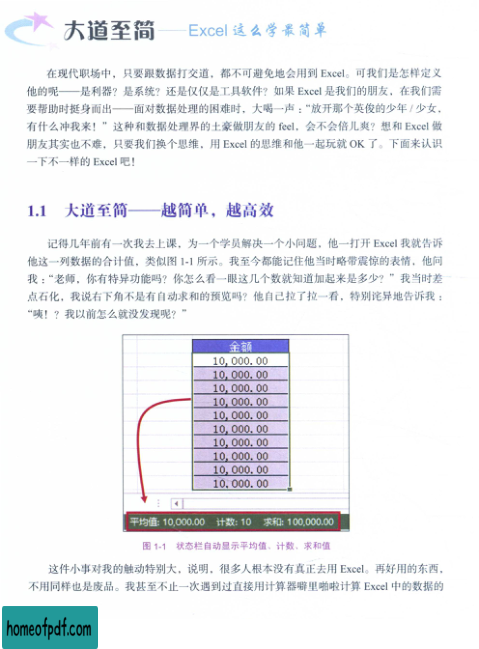 大道至简——Excel 这么学最简单
在现代职场中，只要跟数据打交道，都不可避免地会用到 Excel。可我们是怎样定义
他的呢——是利器？是系统？还是仅仅是工具软件？如果 Excel 是我们的朋友，在我们需
要帮助时挺身而出——面对数据处理的困难时，大喝一声：“放开那个英俊的少年 / 少女，
有什么冲我来！”这种和数据处理界的土豪做朋友的 feel，会不会倍儿爽？想和 Excel 做
朋友其实也不难，只要我们换个思维，用 Excel 的思维和他一起玩就 OK 了。下面来认识
一下不一样的 Excel 吧！
1.1 大道至简——越简单，越高效
记得几年前有一次我去上课，为一个学员解决一个小问题，他一打开 Excel 我就告诉
他这一列数据的合计值，类似图 1-1 所示。我至今都能记住他当时略带震惊的表情，他问
我：“老师，你有特异功能吗？你怎么看一眼这几个数就知道加起来是多少？”我当时差
点石化，我说右下角不是有自动求和的预览吗？他自己拉了拉一看，特别诧异地告诉我：
“咦！？我以前怎么就没发现呢？”
金额
10,000.00
10,000.00
10,000.00
10,000.00
10,000.00
10,000.00
10,000.00
10,000.00
10,000.00
10,000.00
平均值: 10,000.00 计数: 10 求和: 100,000.00
图 1-1 状态栏自动显示平均值、计数、求和值
这件小事对我的触动特别大，说明，很多人根本没有真正去用 Excel。再好用的东西，
不用同样也是废品。我甚至不止一次遇到过直接用计算器噼里啪啦计算 Excel 中的数据的
homeofpdf.com